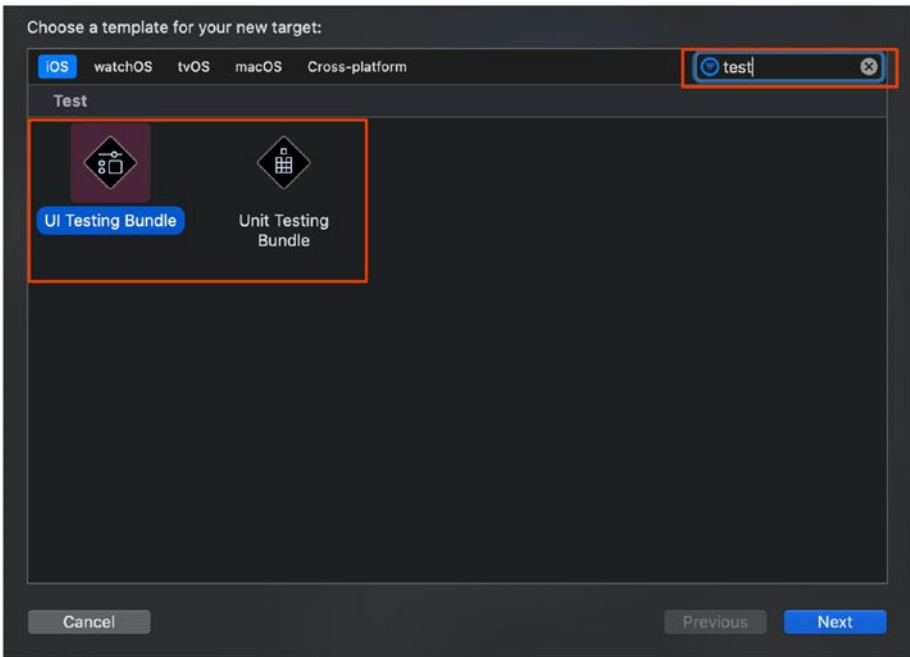 Choose a template for your new target:
iOS watchOS tvOS macOS Cross-platform test
Test
UI Testing Bundle Unit Testing
Bundle
Cancel Previous Next